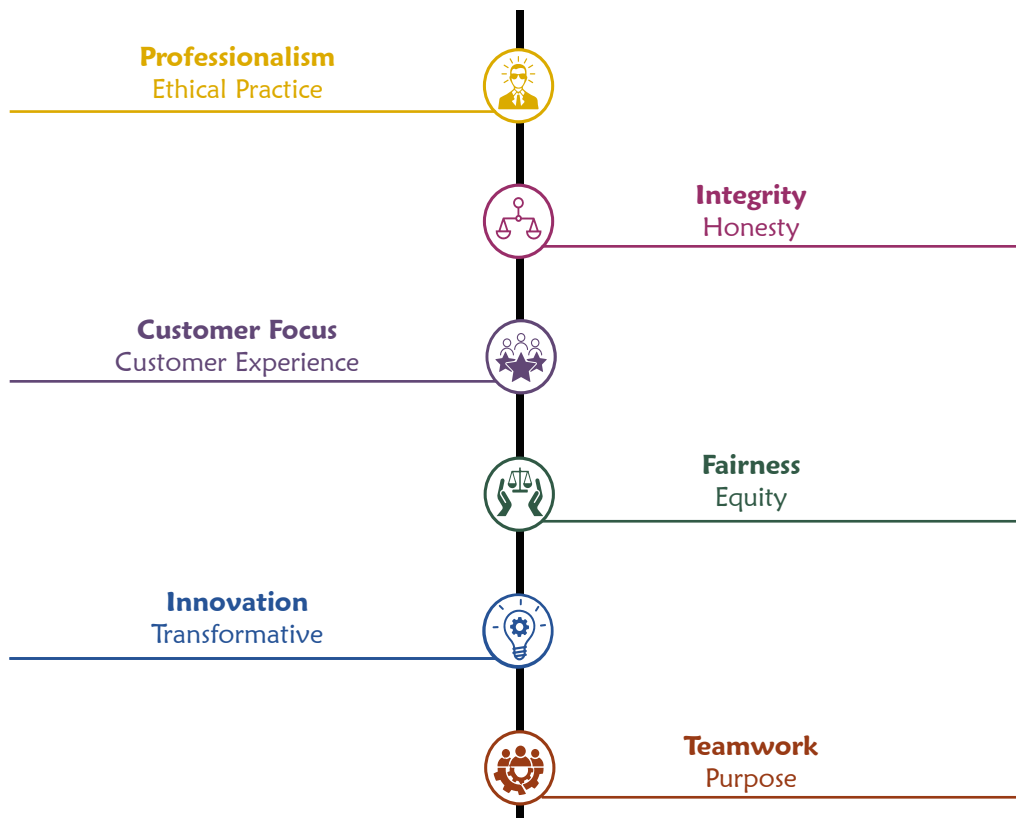 Professionalism
Ethical Practice
Integrity
Honesty
Customer Focus
Customer Experience
Fairness
Equity
Innovation
Transformative
Teamwork
Purpose